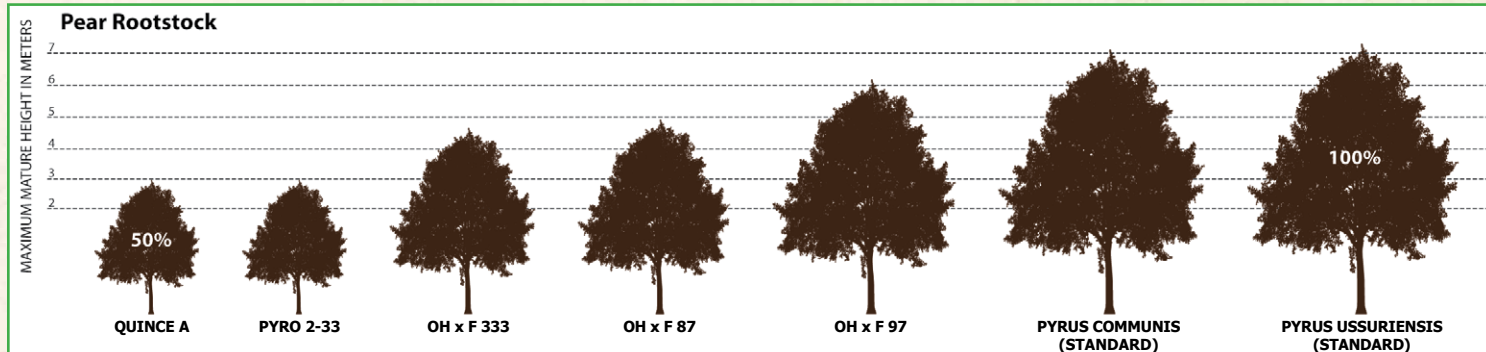 Pear Rootstock
MAXIMUM MATURE HEIGHT IN METERS
7
6
5
4
3
2
50%
100%
QUINCE A
PYRO 2-33
OH x F 333
OH x F 87
OH x F 97
PYRUS COMMUNIS
(STANDARD)
PYRUS USSURIENSIS
(STANDARD)